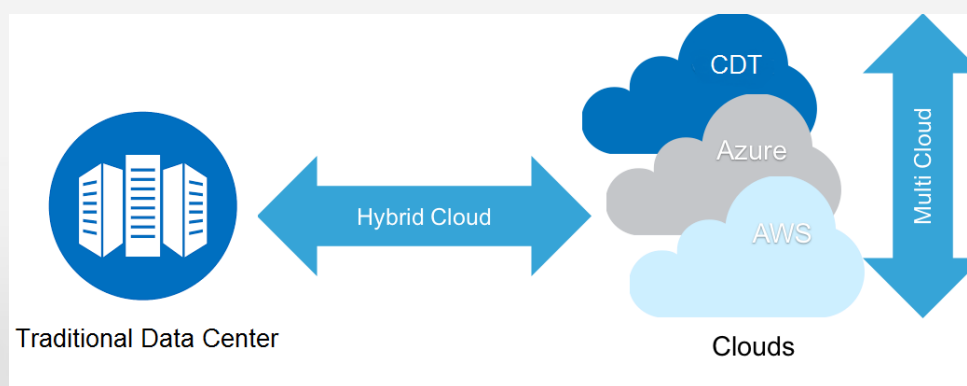 CDT
Azure
Hybrid Cloud
AWS
Multi Cloud
Traditional Data Center
Clouds